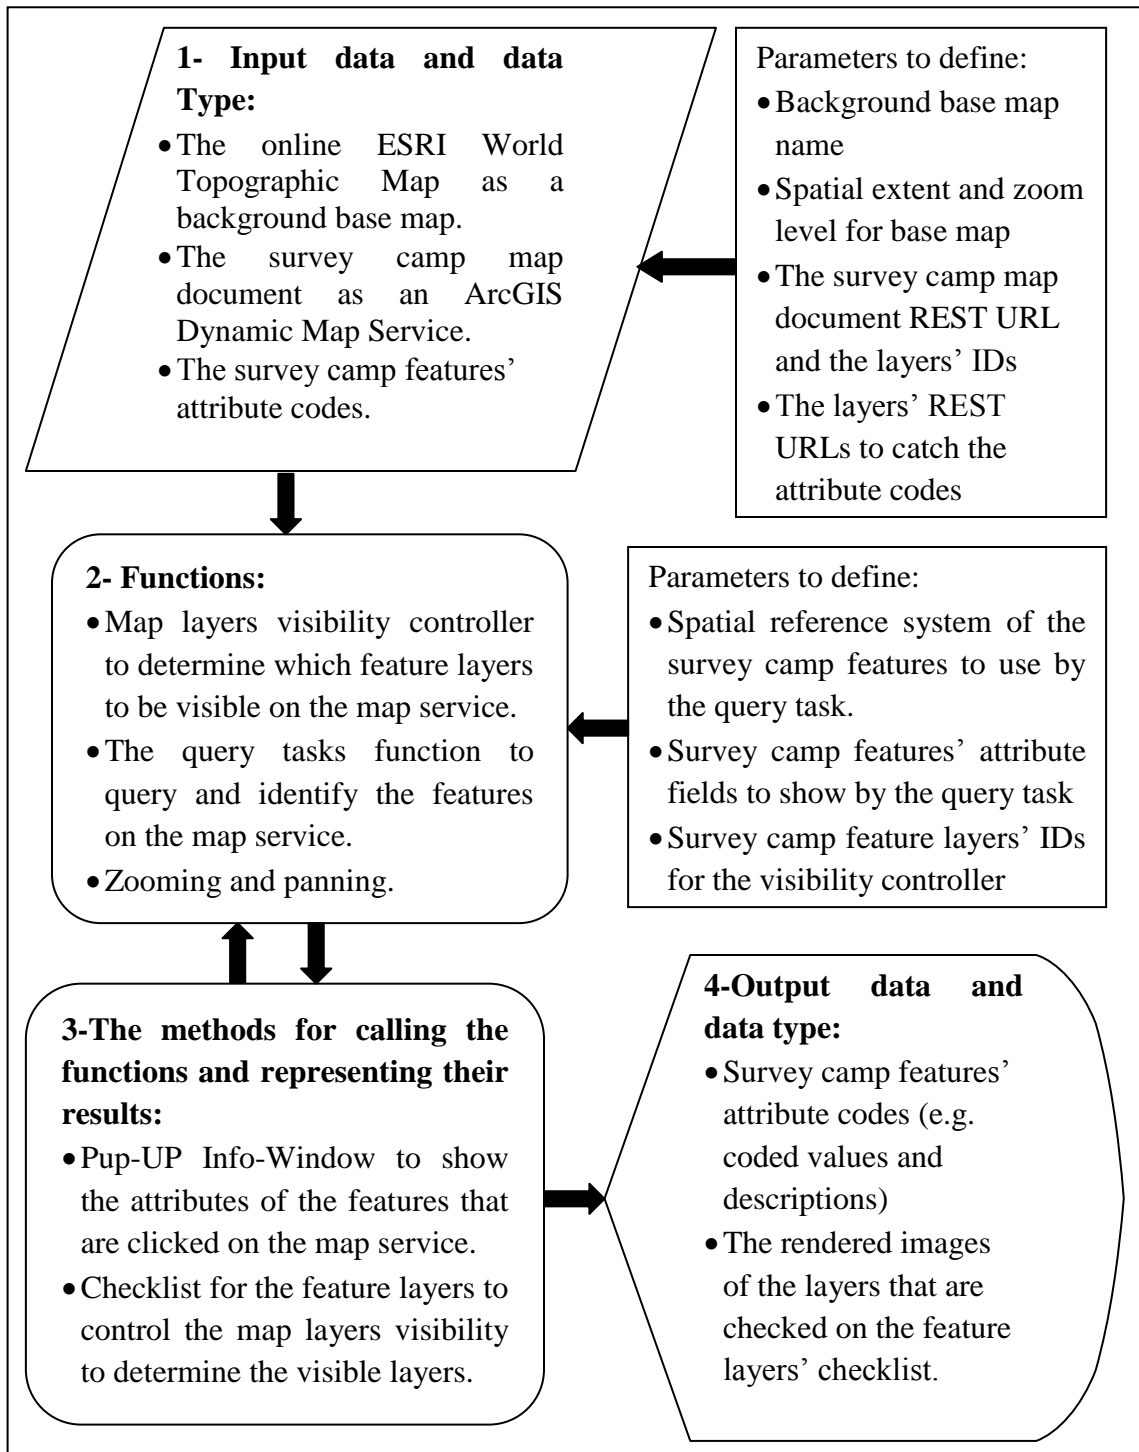 1- Input data and data
Type:
•The online ESRI World
Topographic Map as a
background base map.
•The survey camp map
document as an ArcGIS
Dynamic Map Service.
•The survey camp features’
attribute codes.
Parameters to define:
•Background base map
name
•Spatial extent and zoom
level for base map
•The survey camp map
document REST URL
and the layers’ IDs
•The layers’ REST
URLs to catch the
attribute codes
2- Functions:
•Map layers visibility controller
to determine which feature layers
to be visible on the map service.
•The query tasks function to
query and identify the features
on the map service.
•Zooming and panning.
Parameters to define:
•Spatial reference system of the
survey camp features to use by
the query task.
•Survey camp features’ attribute
fields to show by the query task
•Survey camp feature layers’ IDs
for the visibility controller
3-The methods for calling the
functions and representing their
results:
•Pup-UP Info-Window to show
the attributes of the features that
are clicked on the map service.
•Checklist for the feature layers to
control the map layers visibility
to determine the visible layers.
4-Output data and
data type:
•Survey camp features’
attribute codes (e.g.
coded values and
descriptions)
•The rendered images
of the layers that are
checked on the feature
layers’ checklist.